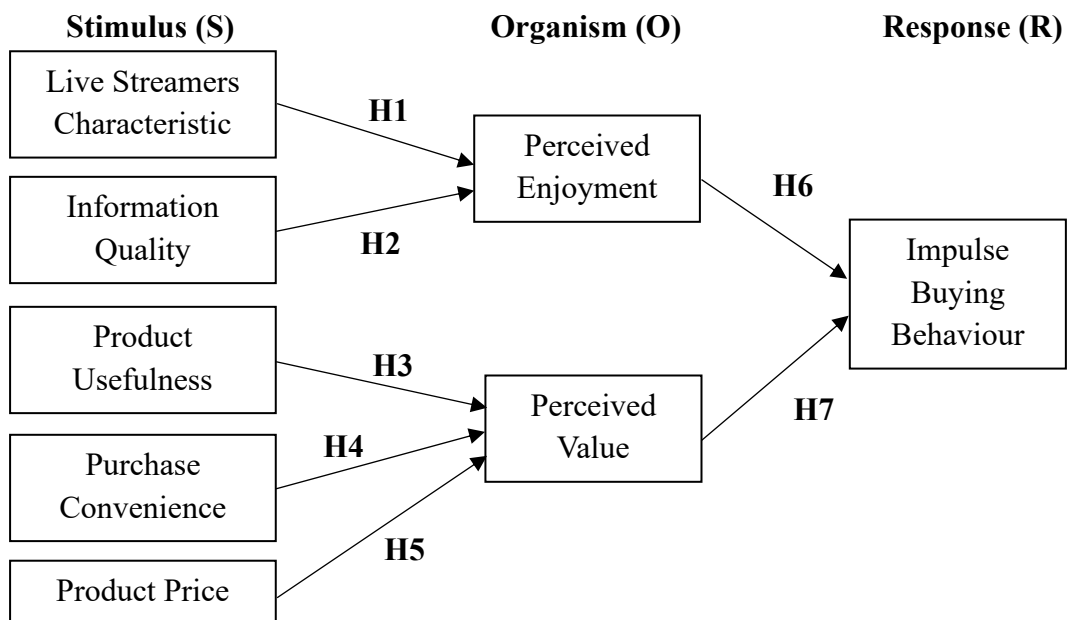 Stimulus (S)
Organism (O)
Response (R)
Live Streamers
Characteristic
H1
Perceived
Enjoyment
Information
Quality
H2
H6
Impulse
Buying
Behaviour
Product
Usefulness
H3
Perceived
Value
H7
Purchase
Convenience
H4
H5
Product Price